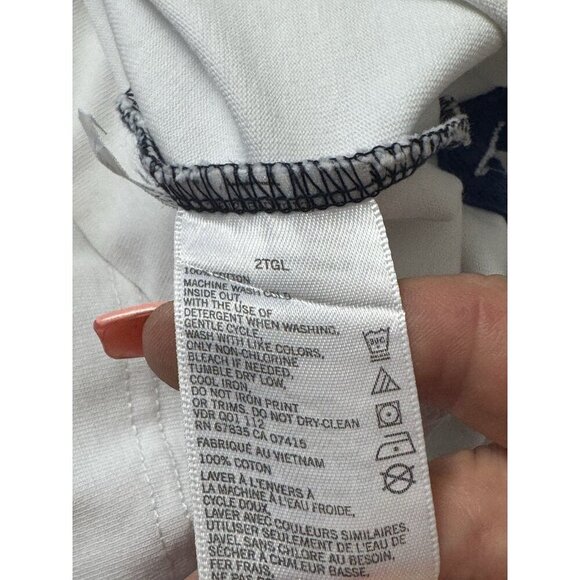 2TGL
100% COTTON
MACHINE WASH COLD
INSIDE OUT,
WITH THE USE OF
DETERGENT WHEN WASHING,
GENTLE CYCLE
WASH WITH LIKE COLORS,
ONLY NON-CHLORINE
BLEACH IF NEEDED,
TUMBLE DRY LOW,
COOL IRON,
DO NOT IRON PRINT
OR TRIMS, DO NOT DRY-CLEAN
VDR Q01 112
RN 67835 CA 07415
FABRIQUÉ AU VIETNAM
100% COTON
LAVER À L'ENVERS À
LA MACHINE À L'EAU FROIDE,
CYCLE DOUX,
LAVER AVEC COULEURS SIMILAIRES,
UTILISER SEULEMENT DE L'EAU DE
JAVEL SANS CHLORE AU BESOIN,
SÉCHER À CHALEUR BASSE,
FER FRAIS,
NE PAS